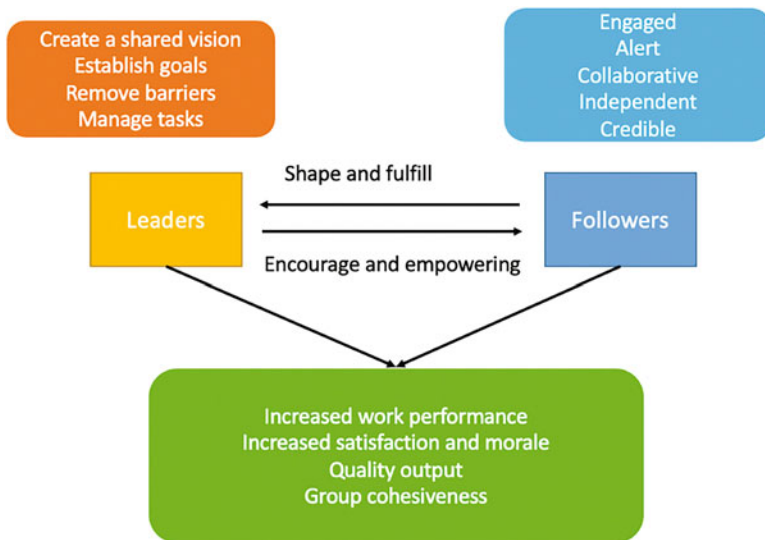 Create a shared vision
Establish goals
Remove barriers
Manage tasks
Engaged
Alert
Collaborative
Independent
Credible
Shape and fulfill
Leaders
Followers
Encourage and empowering
Increased work performance
Increased satisfaction and morale
Quality output
Group cohesiveness